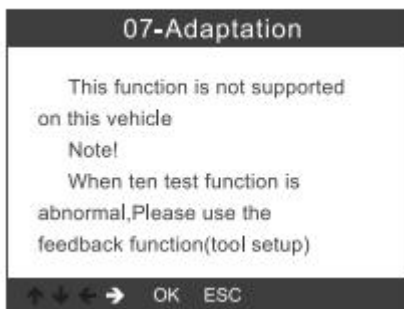 07-Adaptation
This function is not supported
on this vehicle
Note!
When ten test function is
abnormal,Please use the
feedback function(tool setup)
OK ESC